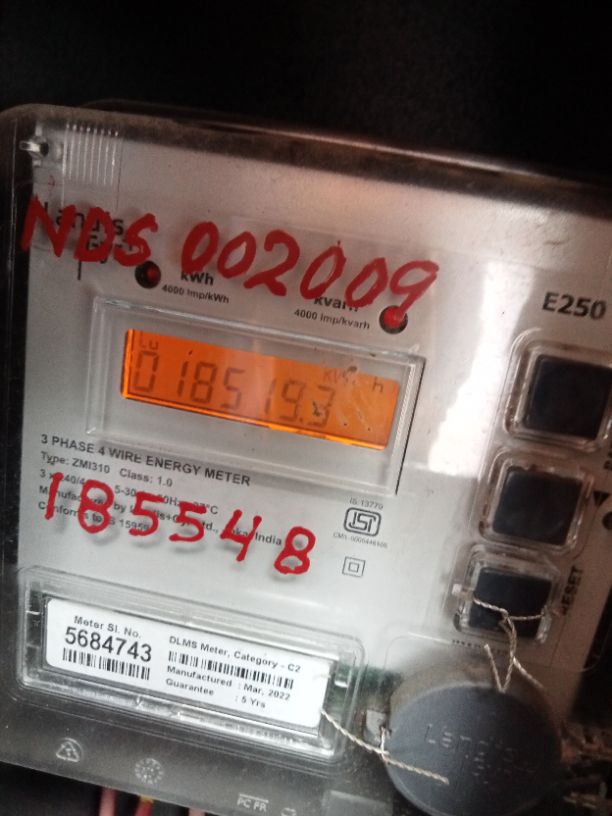 NDS 002009
kWh
4000 Imp/kWh
kvarh
4000 imp/kvarh
E250
018519.3
h
3 PHASE 4 WIRE ENERGY METER
Type: ZMI310 Class: 1.0
185548
IS 13779
RESET
Meter Sl. No.
5684743
DLMS Meter, Category - C2
Manufactured : Mar, 2022
Guarantee : 5 Yrs
PC FR